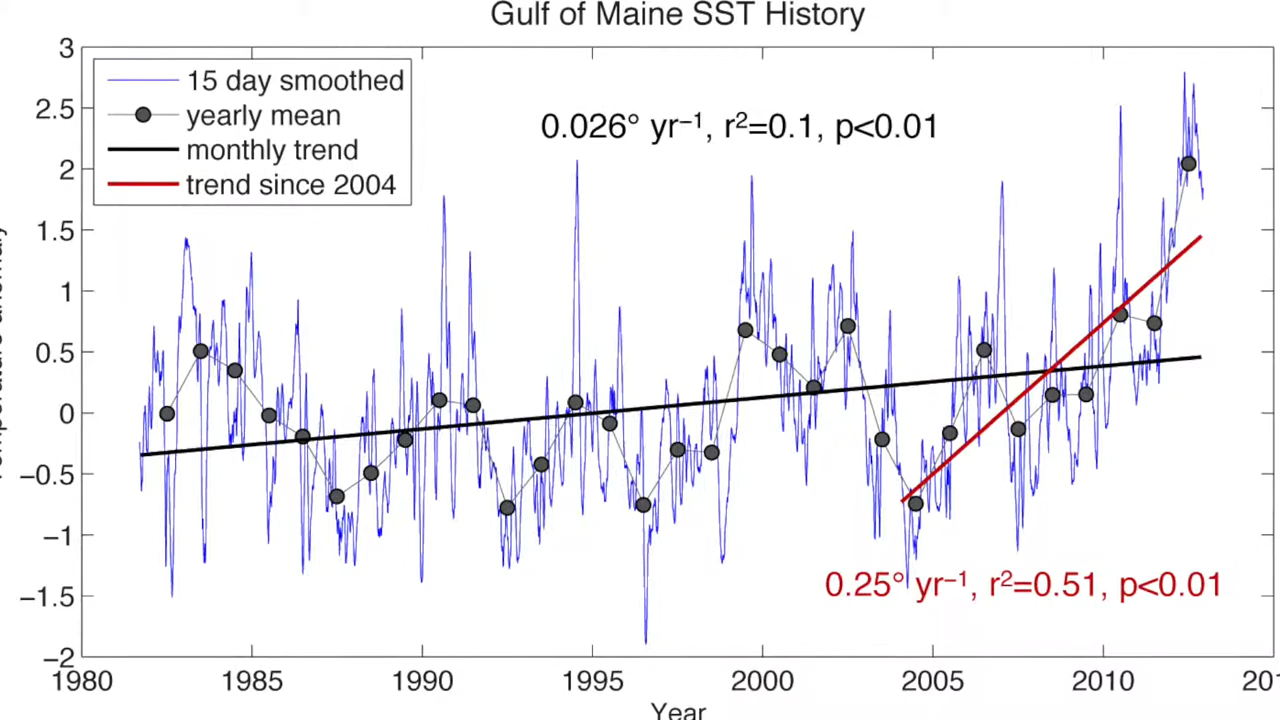 Gulf of Maine SST History
3
2.5
2
1.5
1
0.5
0
−0.5
−1
−1.5
−2
15 day smoothed
yearly mean
monthly trend
trend since 2004
0.026° yr⁻¹, r²=0.1, p<0.01
0.25° yr⁻¹, r²=0.51, p<0.01
1980 1985 1990 1995 2000 2005 2010
Year